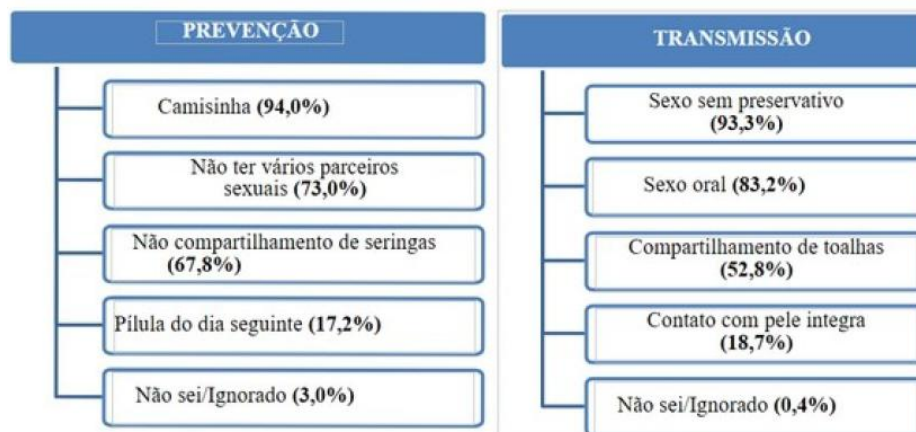 PREVENÇÃO
Camisinha (94,0%)
Não ter vários parceiros
sexuais (73,0%)
Não compartilhamento de seringas
(67,8%)
Pílula do dia seguinte (17,2%)
Não sei/Ignorado (3,0%)
TRANSMISSÃO
Sexo sem preservativo
(93,3%)
Sexo oral (83,2%)
Compartilhamento de toalhas
(52,8%)
Contato com pele integra
(18,7%)
Não sei/Ignorado (0,4%)